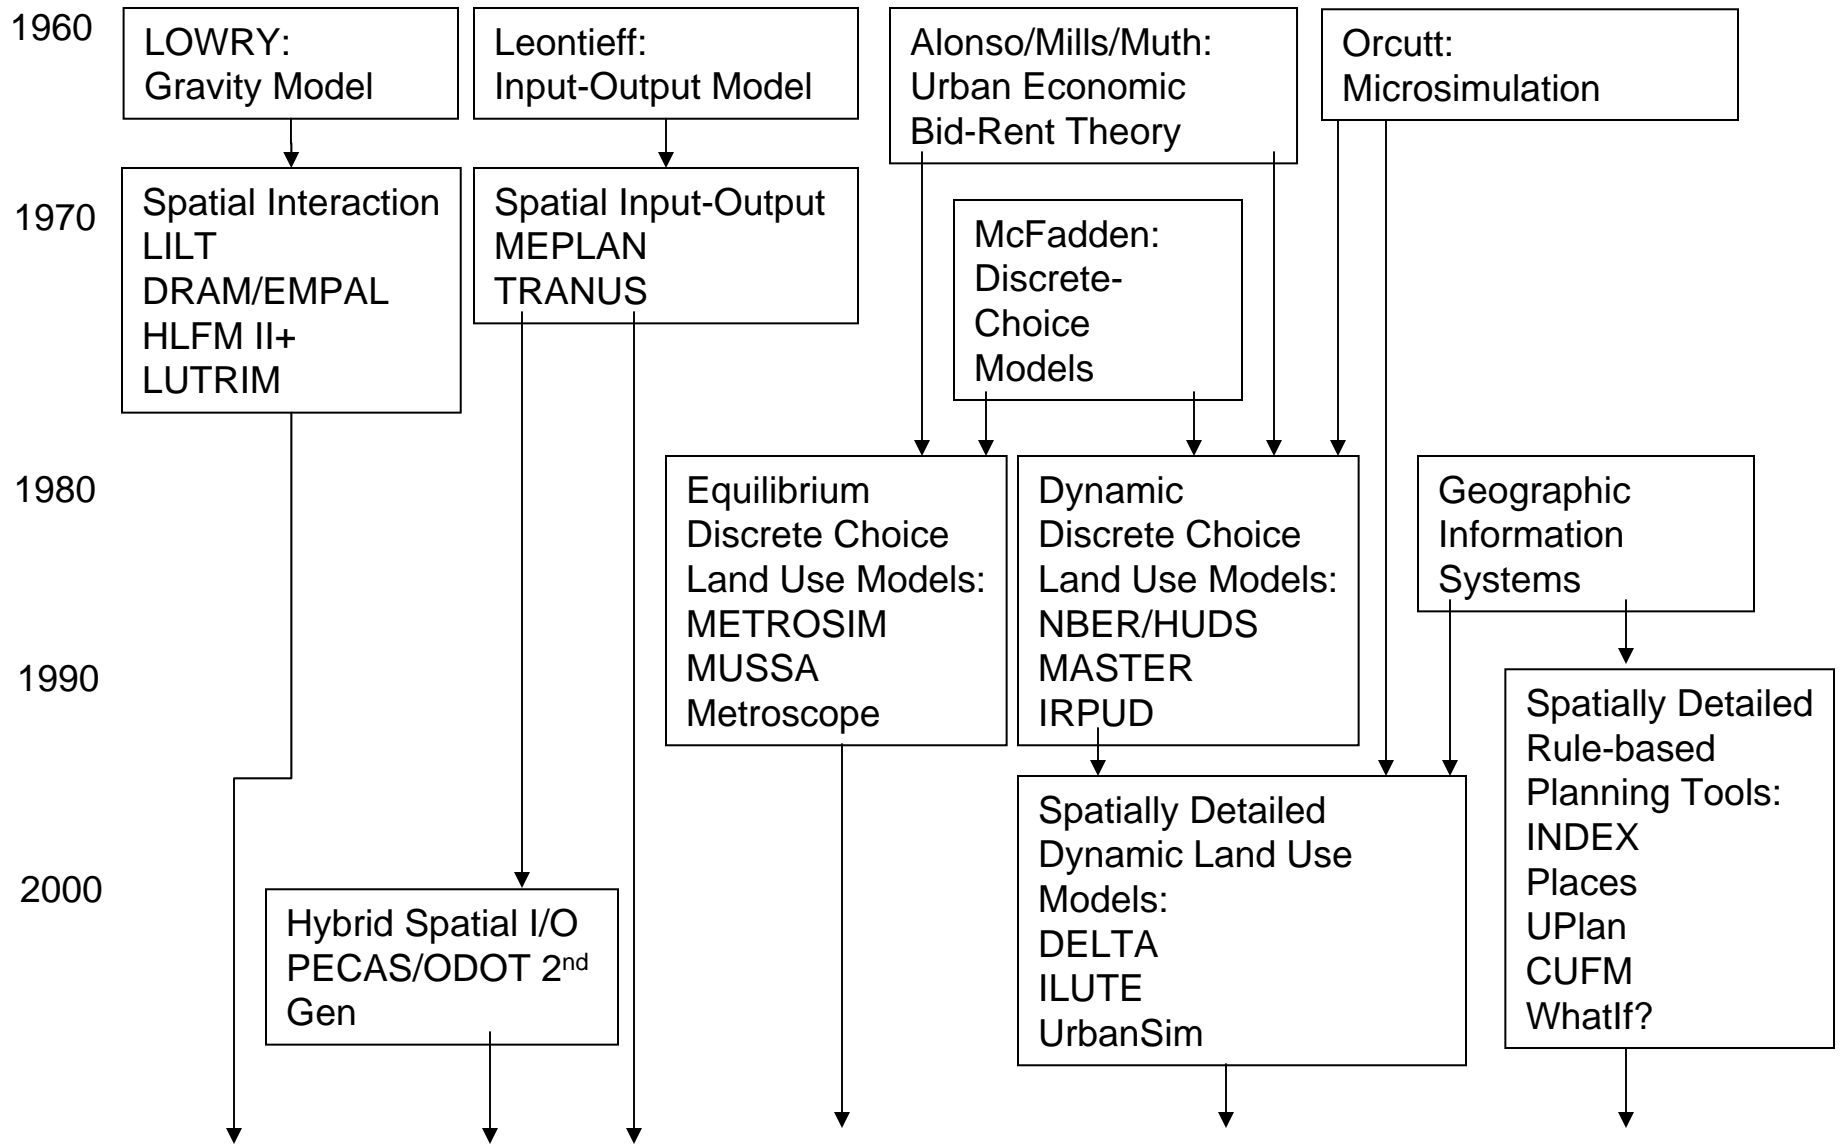 1960
LOWRY:
Gravity Model
Leontieff:
Input-Output Model
Alonso/Mills/Muth:
Urban Economic
Bid-Rent Theory
Orcutt:
Microsimulation
1970
Spatial Interaction
LILT
DRAM/EMPAL
HLFM II+
LUTRIM
Spatial Input-Output
MEPLAN
TRANUS
McFadden:
Discrete-
Choice
Models
1980
Equilibrium
Discrete Choice
Land Use Models:
METROSIM
MUSSA
Metroscope
Dynamic
Discrete Choice
Land Use Models:
NBER/HUDS
MASTER
IRPUD
Geographic
Information
Systems
1990
Spatially Detailed
Rule-based
Planning Tools:
INDEX
Places
UPlan
CUFM
WhatIf?
Spatially Detailed
Dynamic Land Use
Models:
DELTA
ILUTE
UrbanSim
2000
Hybrid Spatial I/O
PECAS/ODOT 2nd
Gen